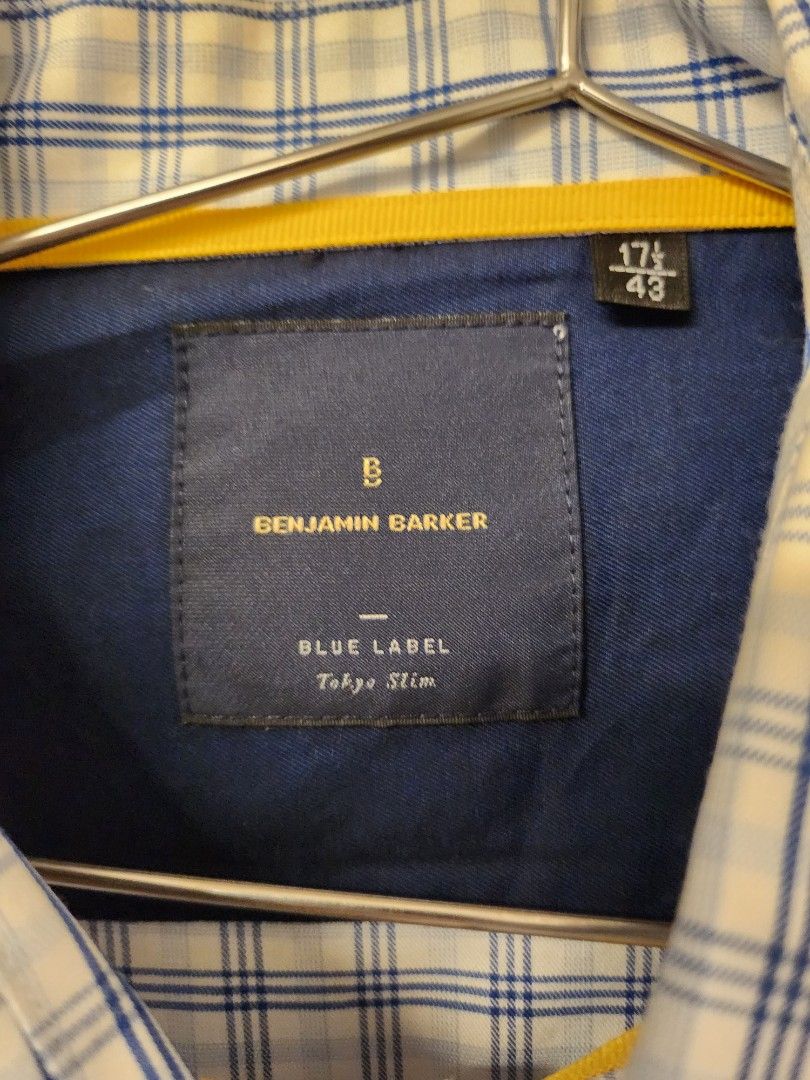 17½
43
B
BENJAMIN BARKER
BLUE LABEL
Tokyo Slim